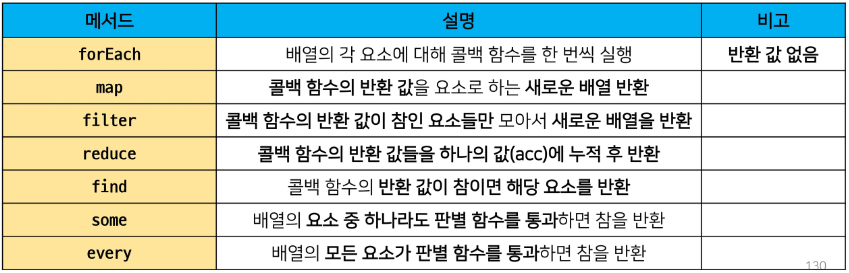 메서드 설명 비고
forEach 배열의 각 요소에 대해 콜백 함수를 한 번씩 실행 반환 값 없음
map 콜백 함수의 반환 값을 요소로 하는 새로운 배열 반환
filter 콜백 함수의 반환 값이 참인 요소들만 모아서 새로운 배열을 반환
reduce 콜백 함수의 반환 값들을 하나의 값(acc)에 누적 후 반환
find 콜백 함수의 반환 값이 참이면 해당 요소를 반환
some 배열의 요소 중 하나라도 판별 함수를 통과하면 참을 반환
every 배열의 모든 요소가 판별 함수를 통과하면 참을 반환
130